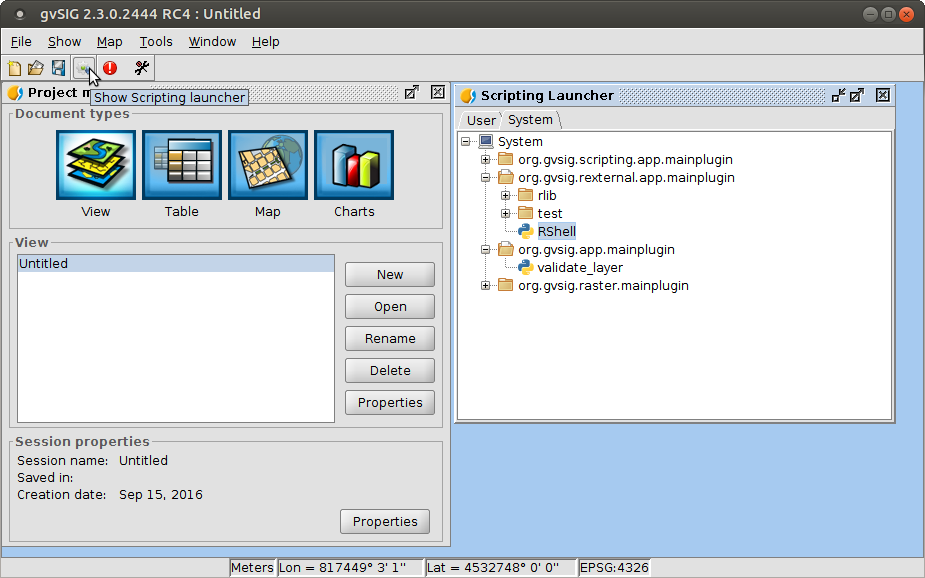 gvSIG 2.3.0.2444 RC4 : Untitled
File Show Map Tools Window Help
Project m
Show Scripting launcher
Document types
View Table Map Charts
View
Untitled
New
Open
Rename
Delete
Properties
Session properties
Session name: Untitled
Saved in:
Creation date: Sep 15, 2016
Properties
Scripting Launcher
User System
System
org.gvsig.scripting.app.mainplugin
org.gvsig.rexternal.app.mainplugin
rlib
test
RShell
org.gvsig.app.mainplugin
validate_layer
org.gvsig.raster.mainplugin
Meters Lon = 817449° 3' 1'' Lat = 4532748° 0' 0'' EPSG:4326